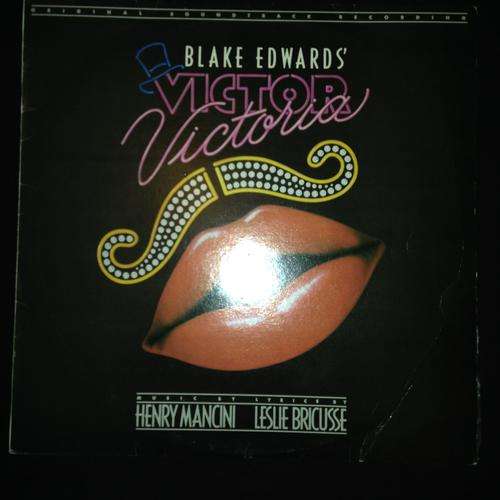 ORIGINAL SOUNDTRACK RECORDING
BLAKE EDWARDS'
VICTOR
Victoria
MUSIC BY LYRICS BY
HENRY MANCINI LESLIE BRICUSSE